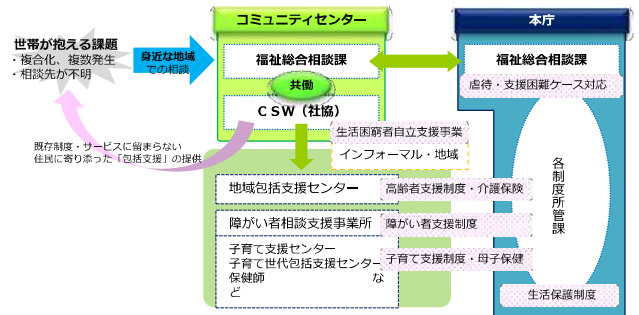 世帯が抱える課題
・複合化、複数発生
・相談先が不明
身近な地域
での相談
既存制度・サービスに留まらない
住民に寄り添った「包括支援」の提供
コミュニティセンター
福祉総合相談課
共働
ＣＳＷ（社協）
生活困窮者自立支援事業
インフォーマル・地域
地域包括支援センター
障がい者相談支援事業所
子育て支援センター
子育て世代包括支援センター
保健師　　　　　　　　　な
ど
本庁
福祉総合相談課
虐待・支援困難ケース対応
各制度所管課
高齢者支援制度・介護保険
障がい者支援制度
子育て支援制度・母子保健
生活保護制度